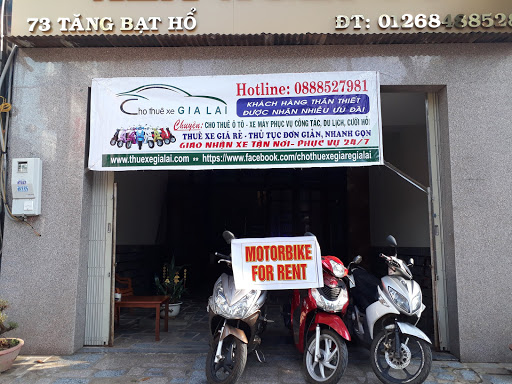 73 TĂNG BẠT HỔ
ĐT: 01268468528
Cho thuê xe GIA LAI
Hotline: 0888527981
KHÁCH HÀNG THÂN THIẾT
ĐƯỢC NHẬN NHIỀU ƯU ĐÃI
Chuyên: CHO THUÊ Ô TÔ - XE MÁY PHỤC VỤ CÔNG TÁC, DU LỊCH, CƯỚI HỎI
THUÊ XE GIÁ RẺ - THỦ TỤC ĐƠN GIẢN, NHANH GỌN
GIAO NHẬN XE TẬN NƠI - PHỤC VỤ 24/7
www.thuexegialai.com ** https://www.facebook.com/chothuexegiaregialai
MOTORBIKE
FOR RENT